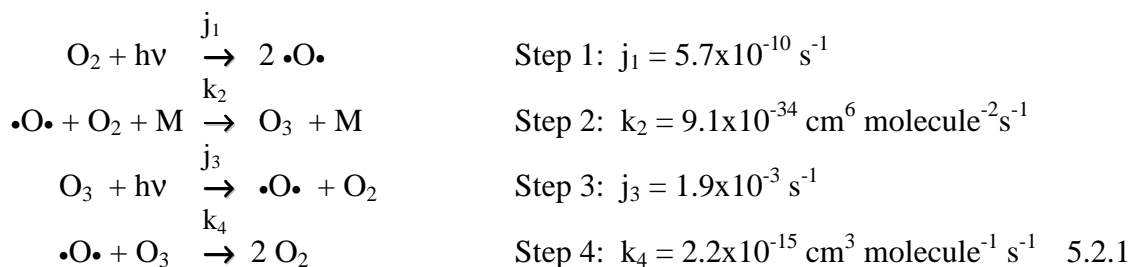 j₁
O₂ + hν → 2 •O• Step 1: j₁ = 5.7x10⁻¹⁰ s⁻¹
k₂
•O• + O₂ + M → O₃ + M Step 2: k₂ = 9.1x10⁻³⁴ cm⁶ molecule⁻²s⁻¹
j₃
O₃ + hν → •O• + O₂ Step 3: j₃ = 1.9x10⁻³ s⁻¹
k₄
•O• + O₃ → 2 O₂ Step 4: k₄ = 2.2x10⁻¹⁵ cm³ molecule⁻¹ s⁻¹ 5.2.1